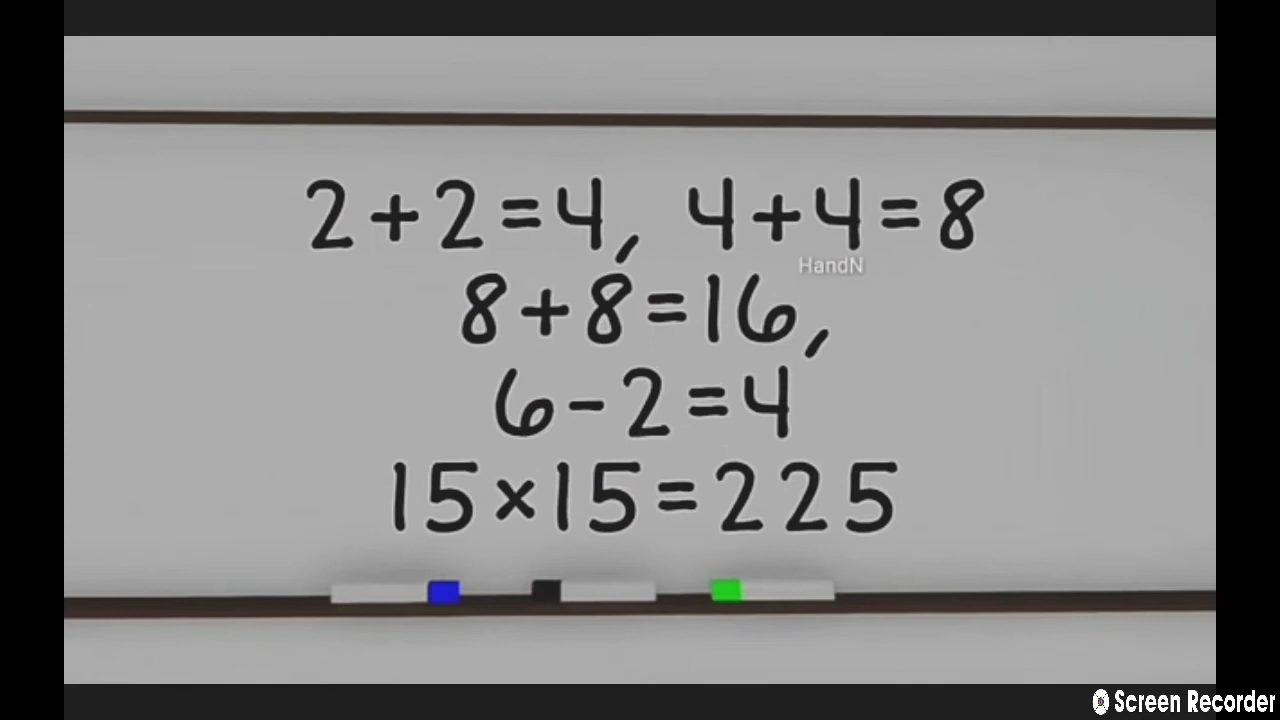 2+2=4, 4+4=8
HandN
8+8=16,
6-2=4
15×15=225
Screen Recorder